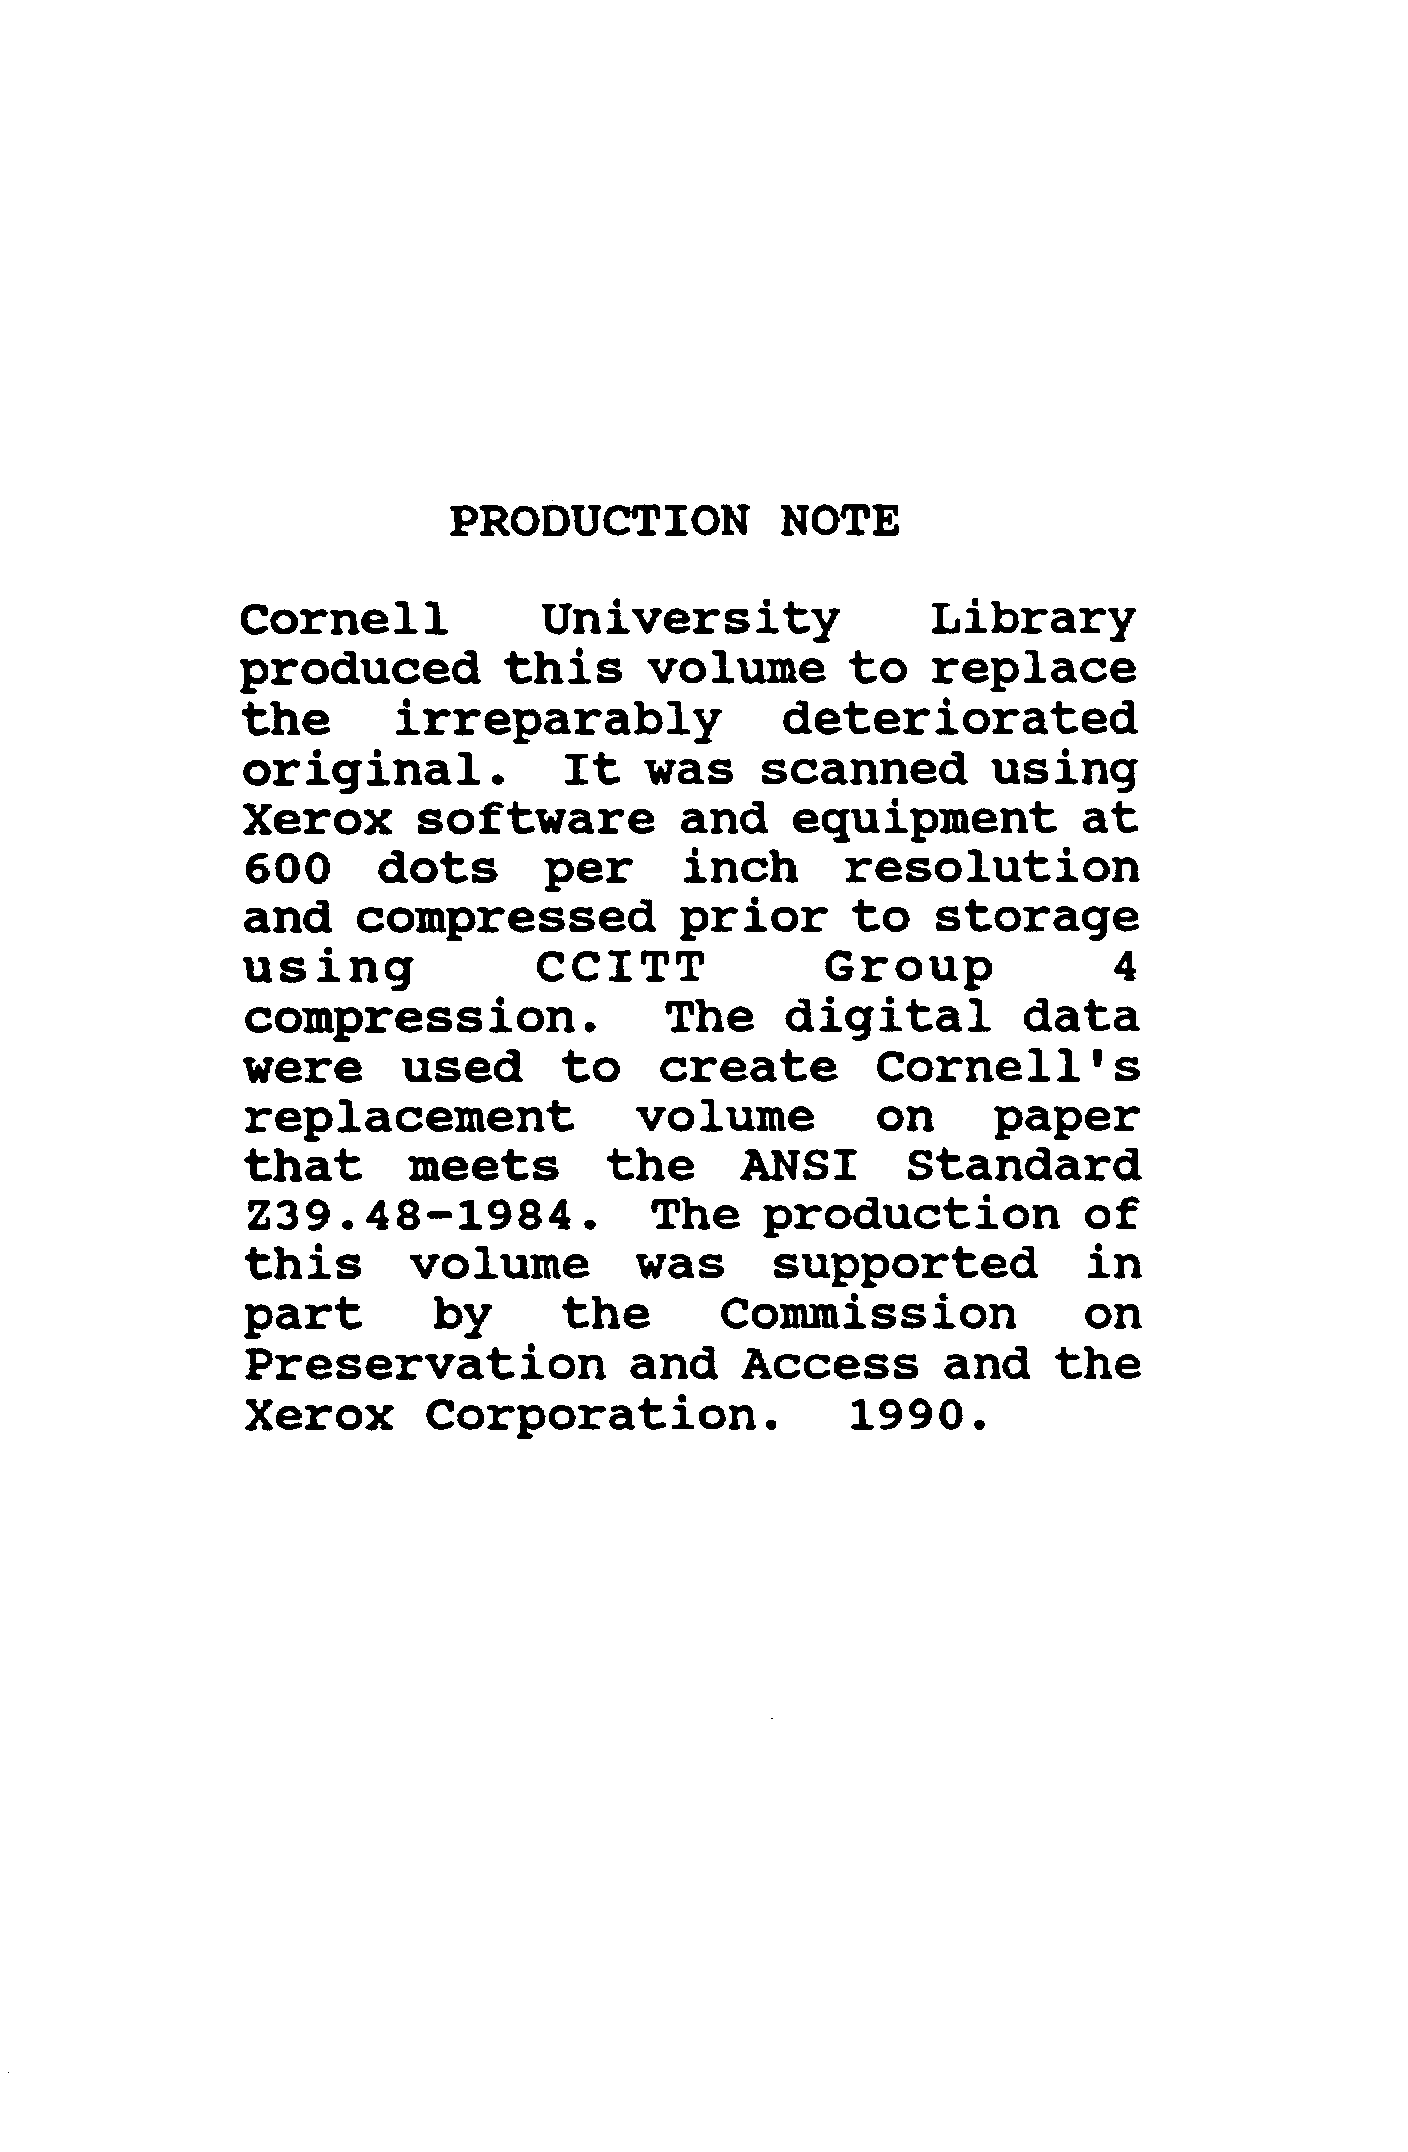 PRODUCTION NOTE
Cornell University Library
produced this volume to replace
the irreparably deteriorated
original. It was scanned using
Xerox software and equipment at
600 dots per inch resolution
and compressed prior to storage
using CCITT Group 4
compression. The digital data
were used to create Cornell's
replacement volume on paper
that meets the ANSI Standard
Z39.48-1984. The production of
this volume was supported in
part by the Commission on
Preservation and Access and the
Xerox Corporation. 1990.